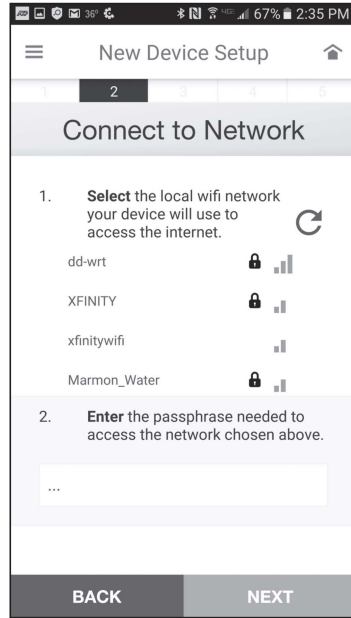 36° 4G LTE 67% 2:35 PM
New Device Setup
1 2 3 4 5
Connect to Network
1. Select the local wifi network
your device will use to
access the internet.
dd-wrt
XFINITY
xfinitywifi
Marmon_Water
2. Enter the passphrase needed to
access the network chosen above.
...
BACK NEXT